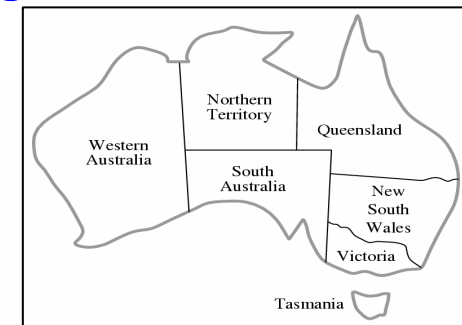 Northern
Territory
Western
Australia
Queensland
South
Australia
New
South
Wales
Victoria
Tasmania